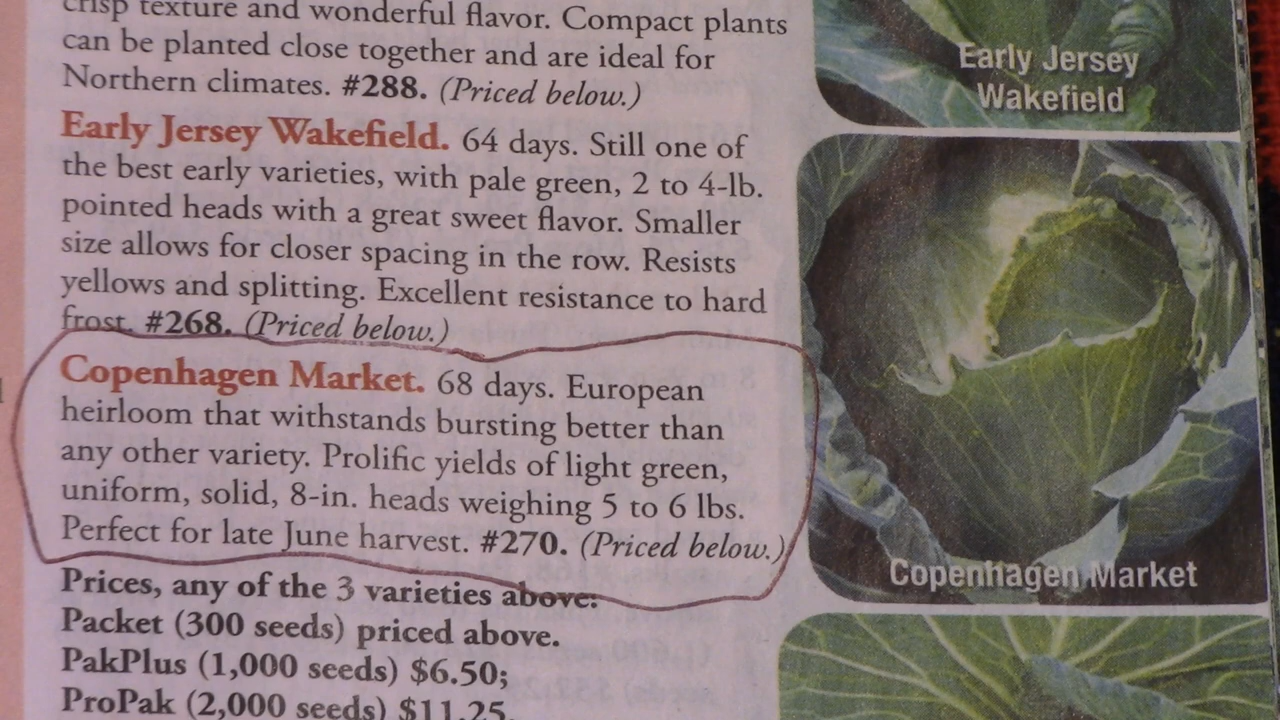 crisp texture and wonderful flavor. Compact plants
can be planted close together and are ideal for
Northern climates. #288. (Priced below.)
Early Jersey Wakefield. 64 days. Still one of
the best early varieties, with pale green, 2 to 4-lb.
pointed heads with a great sweet flavor. Smaller
size allows for closer spacing in the row. Resists
yellows and splitting. Excellent resistance to hard
frost. #268. (Priced below.)
Copenhagen Market. 68 days. European
heirloom that withstands bursting better than
any other variety. Prolific yields of light green,
uniform, solid, 8-in. heads weighing 5 to 6 lbs.
Perfect for late June harvest. #270. (Priced below.)
Prices, any of the 3 varieties above:
Packet (300 seeds) priced above.
PakPlus (1,000 seeds) $6.50;
ProPak (2,000 seeds) $11.25.
Early Jersey
Wakefield
Copenhagen Market